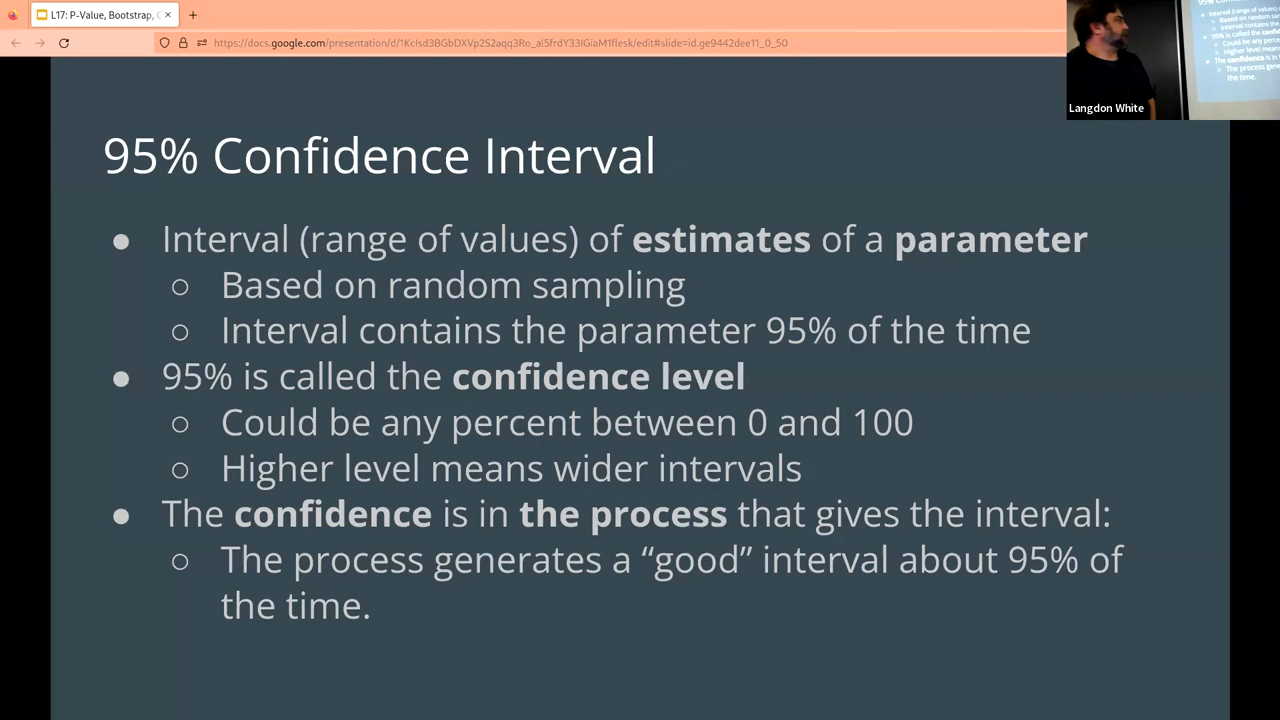 L17: P-Value, Bootstrap,
https://docs.google.com/presentation/d/1KcIsd3BGbDXVp2S2aqq3Ro_al5frdY33IGiaM1flesk/edit#slide=id.ge9442dee11_0_50
Langdon White
95% Confidence Interval
● Interval (range of values) of estimates of a parameter
○ Based on random sampling
○ Interval contains the parameter 95% of the time
● 95% is called the confidence level
○ Could be any percent between 0 and 100
○ Higher level means wider intervals
● The confidence is in the process that gives the interval:
○ The process generates a “good” interval about 95% of
the time.